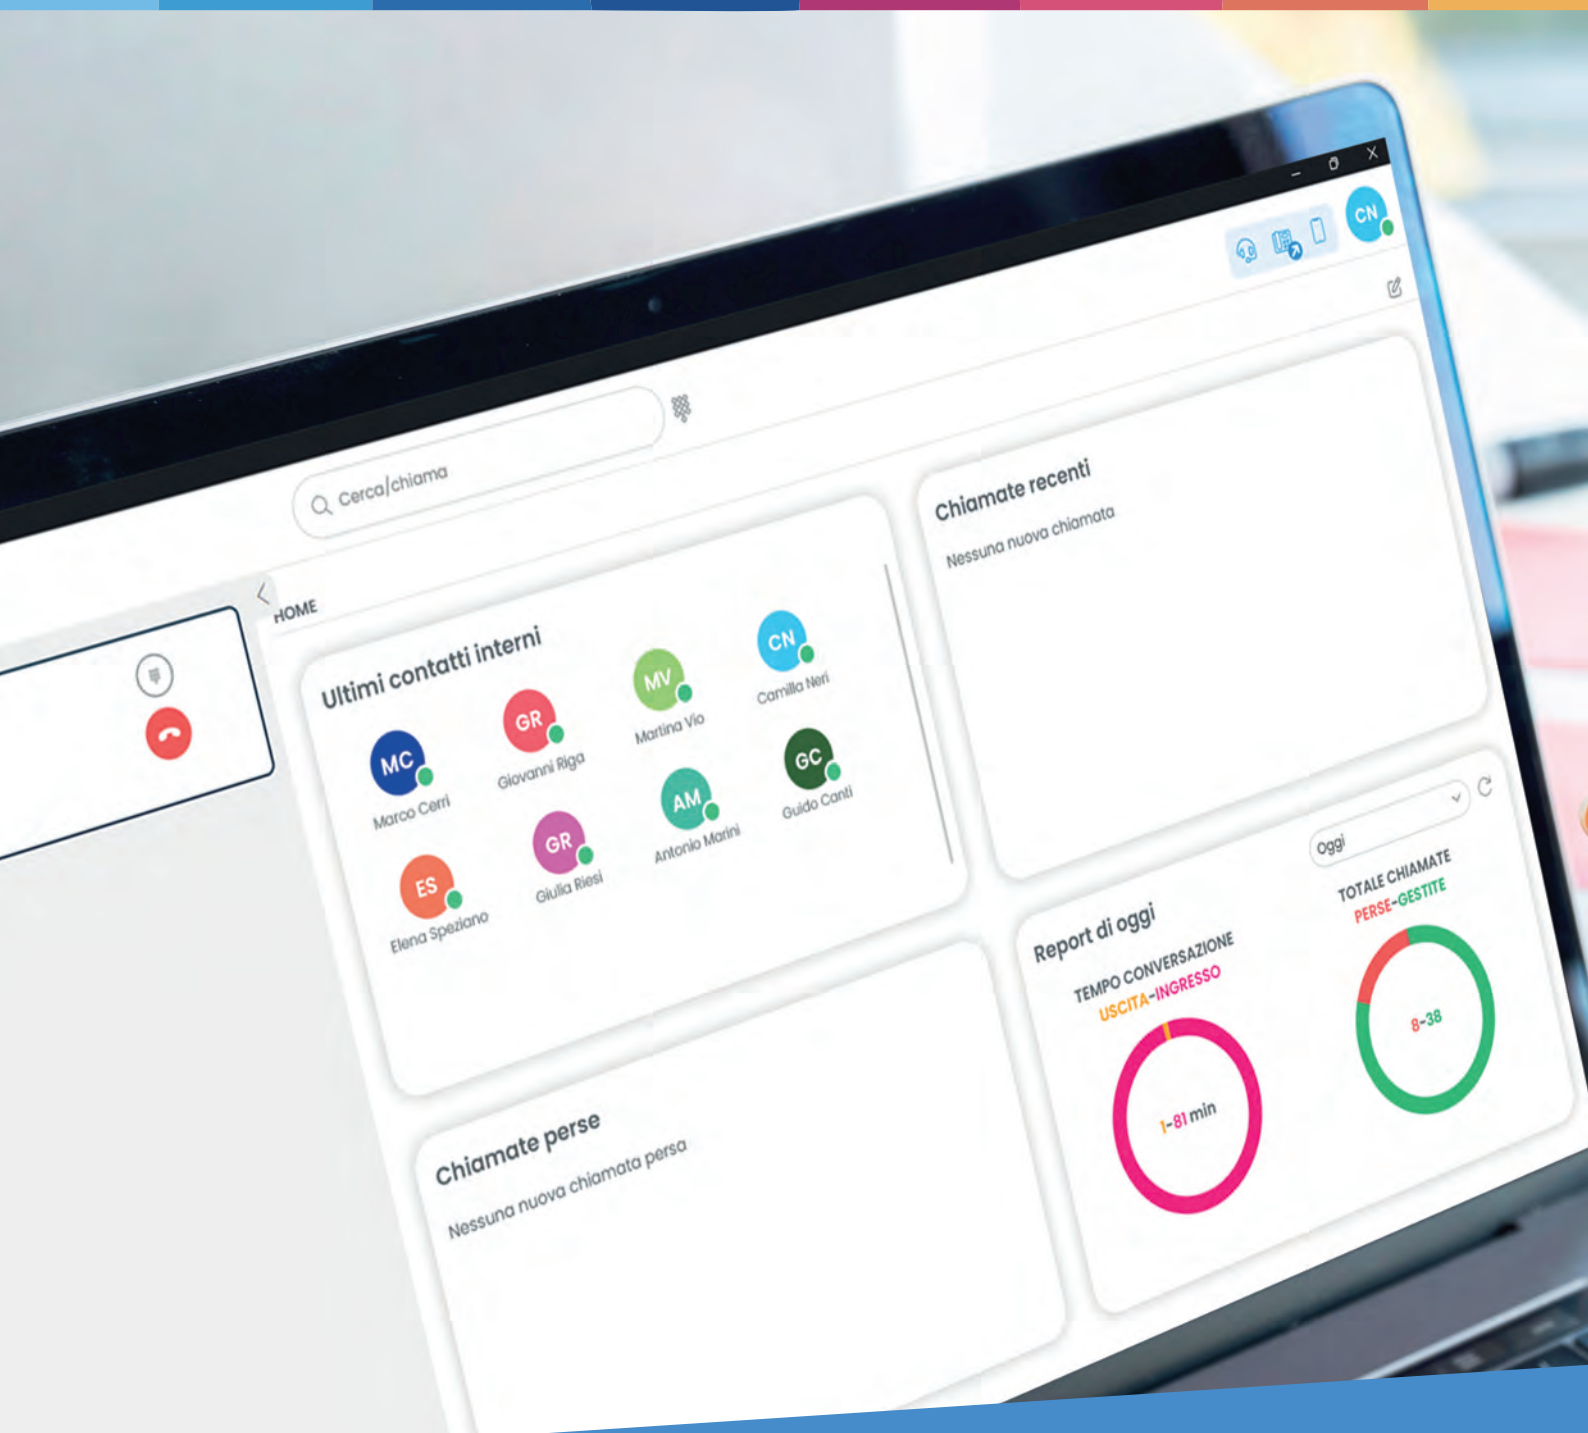 CN
Cerca/chiama
HOME
Ultimi contatti interni
MC
Marco Cerri
GR
Giovanni Riga
MV
Martina Vio
CN
Camilla Neri
ES
Elena Speziano
GR
Giulia Riesi
AM
Antonio Marini
GC
Guido Canti
Chiamate recenti
Nessuna nuova chiamata
Chiamate perse
Nessuna nuova chiamata persa
Report di oggi
Oggi
TEMPO CONVERSAZIONE
USCITA-INGRESSO
1-81 min
TOTALE CHIAMATE
PERSE-GESTITE
8-38